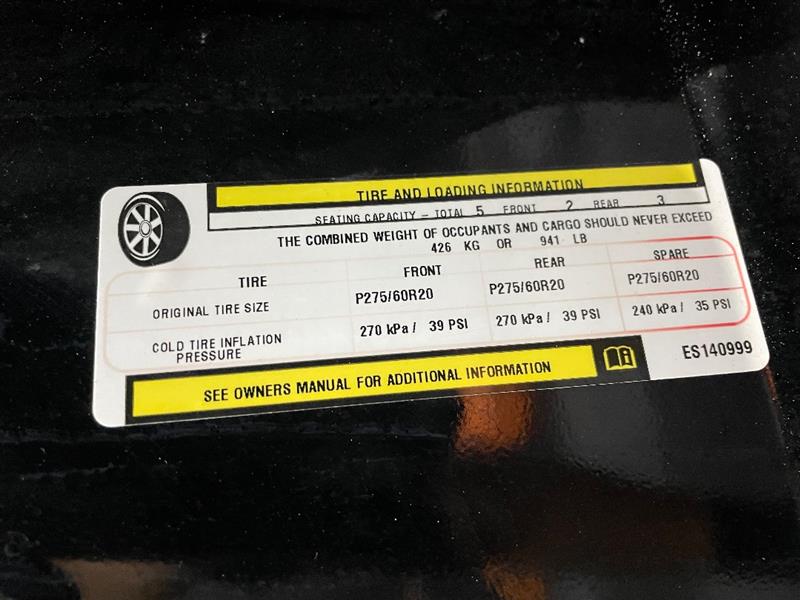 TIRE AND LOADING INFORMATION
SEATING CAPACITY – TOTAL 5 FRONT 2 REAR 3
THE COMBINED WEIGHT OF OCCUPANTS AND CARGO SHOULD NEVER EXCEED
426 KG OR 941 LB
TIRE FRONT REAR SPARE
ORIGINAL TIRE SIZE P275/60R20 P275/60R20 P275/60R20
COLD TIRE INFLATION PRESSURE 270 kPa / 39 PSI 270 kPa / 39 PSI 240 kPa / 35 PSI
SEE OWNERS MANUAL FOR ADDITIONAL INFORMATION
ES140999